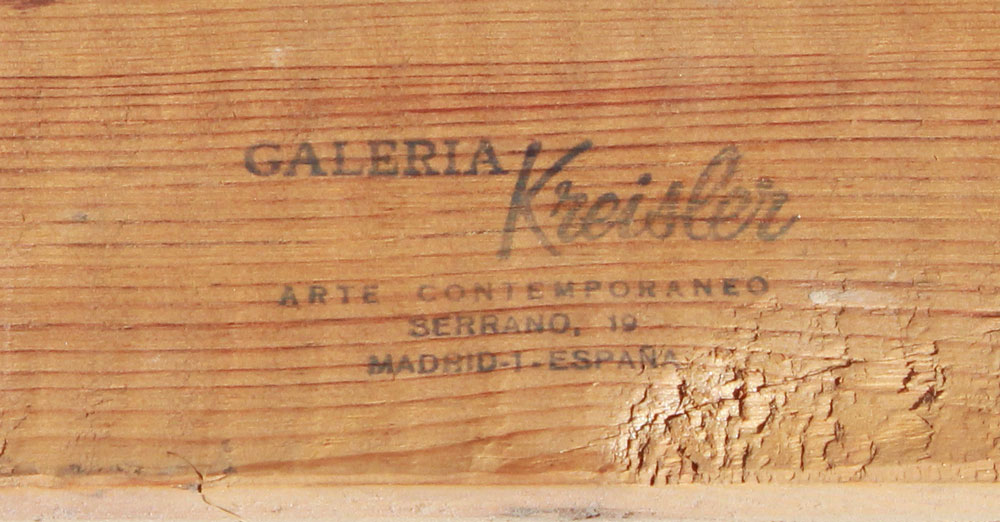 GALERIA Kreisler
ARTE CONTEMPORANEO
SERRANO, 19
MADRID-1-ESPAÑA